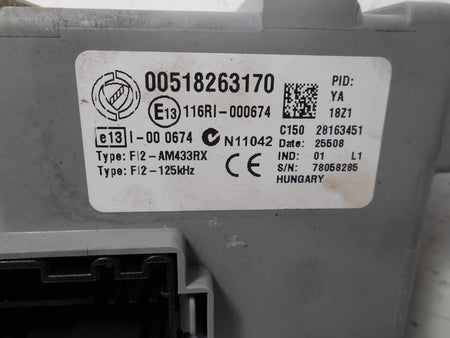 00518263170
PID:
YA
18Z1
E13 116RI-000674
e13 I-00 0674 N11042
C150 28163451
Date: 25508
Type: FI2-AM433RX
IND: 01 L1
Type: FI2-125kHz
CE
S/N: 78058285
HUNGARY